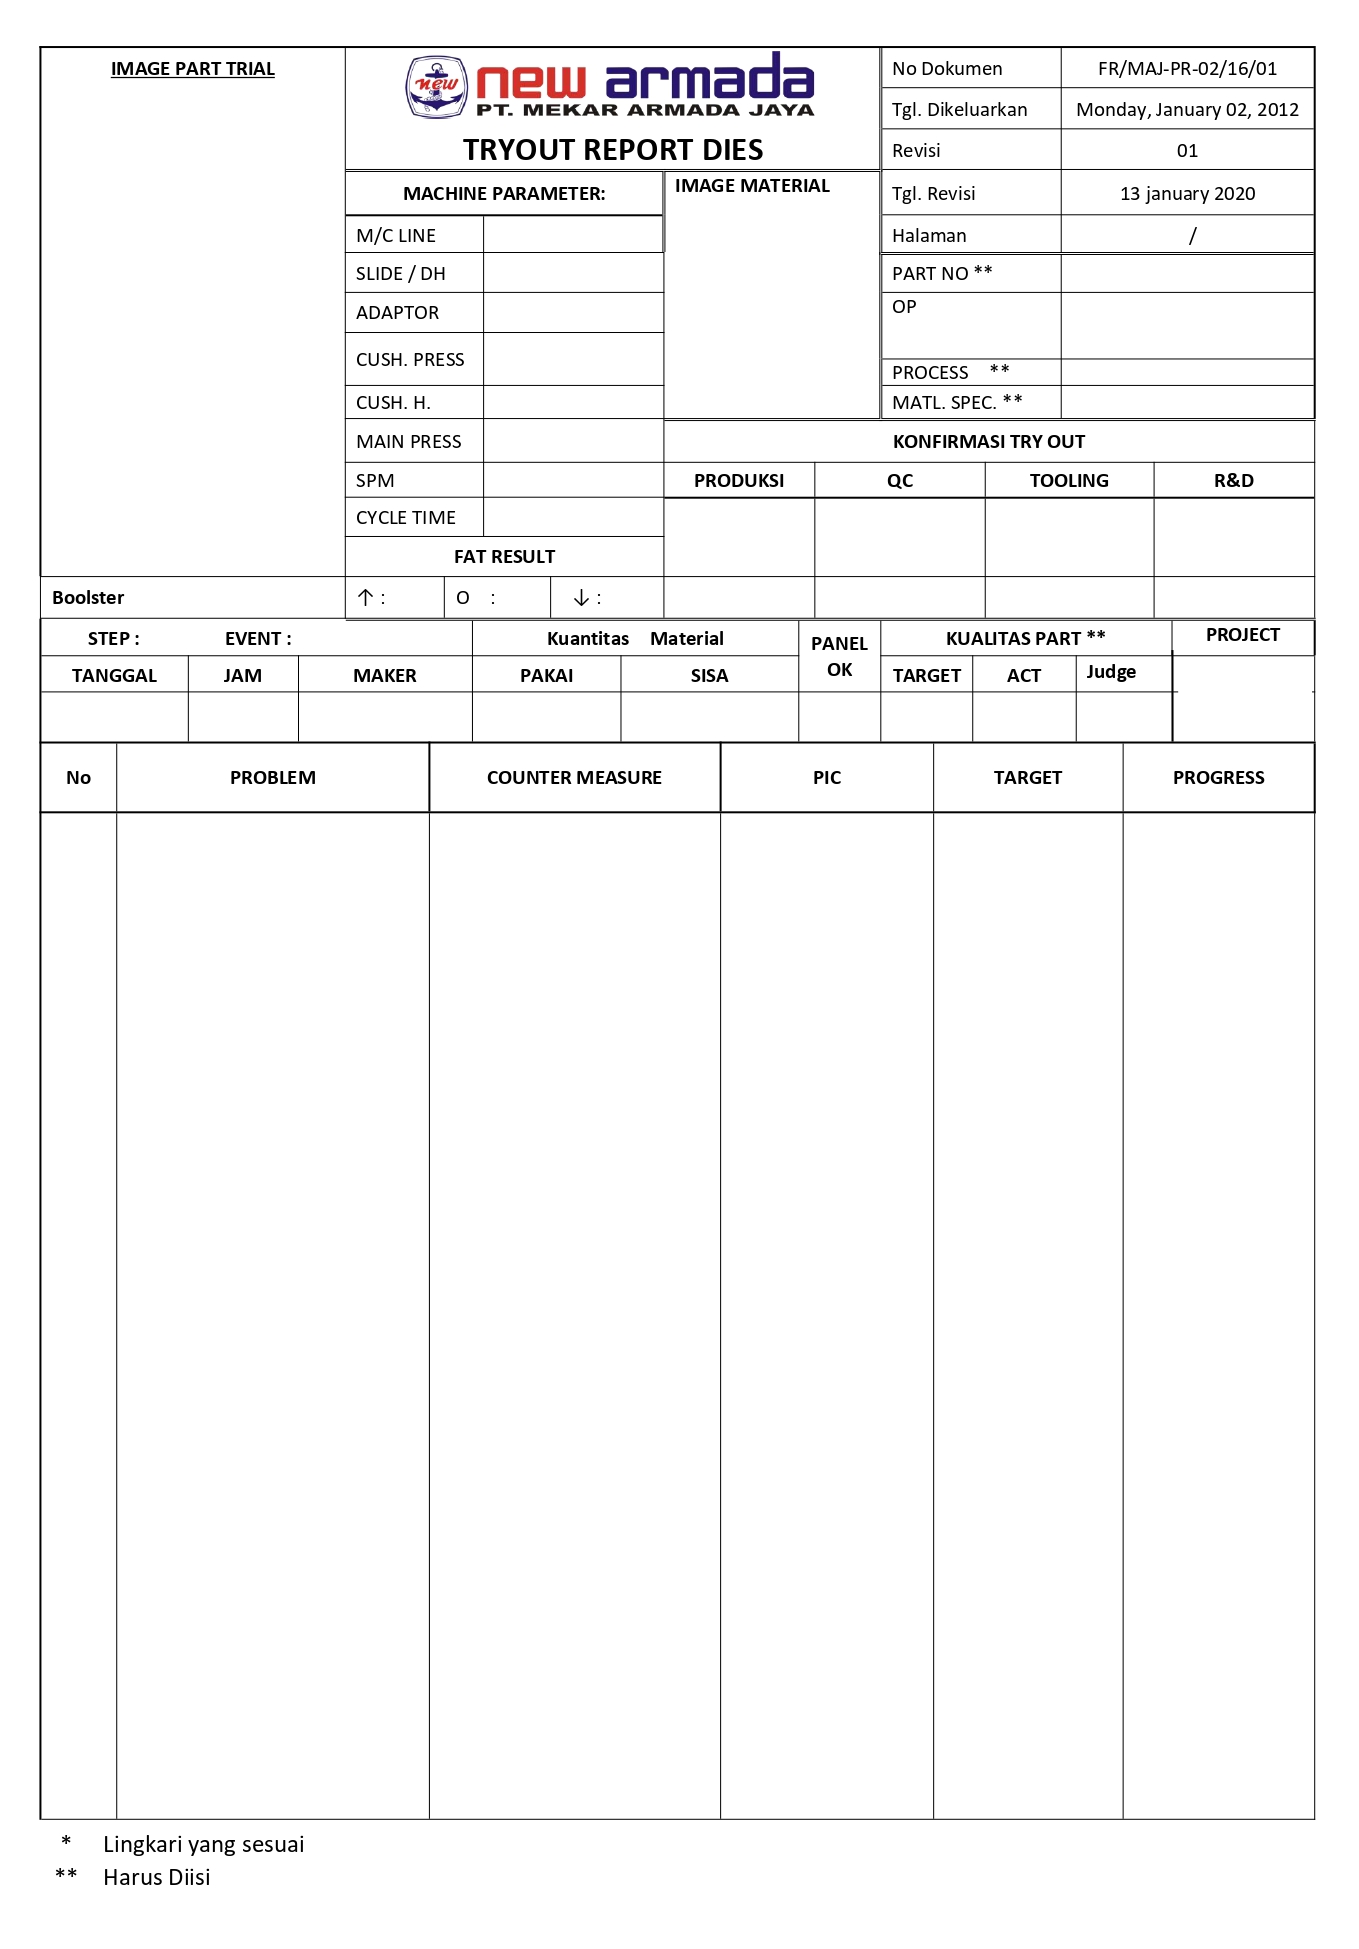 IMAGE PART TRIAL
new
new armada
PT. MEKAR ARMADA JAYA
TRYOUT REPORT DIES
No Dokumen FR/MAJ-PR-02/16/01
Tgl. Dikeluarkan Monday, January 02, 2012
Revisi 01
Tgl. Revisi 13 january 2020
Halaman /
MACHINE PARAMETER:
IMAGE MATERIAL
M/C LINE
SLIDE / DH
ADAPTOR
CUSH. PRESS
CUSH. H.
MAIN PRESS
SPM
CYCLE TIME
PART NO **
OP
PROCESS **
MATL. SPEC. **
KONFIRMASI TRY OUT
PRODUKSI QC TOOLING R&D
FAT RESULT
Boolster ↑ : O : ↓ :
STEP : EVENT : Kuantitas Material PANEL OK KUALITAS PART ** PROJECT
TANGGAL JAM MAKER PAKAI SISA TARGET ACT Judge
No PROBLEM COUNTER MEASURE PIC TARGET PROGRESS
* Lingkari yang sesuai
** Harus Diisi